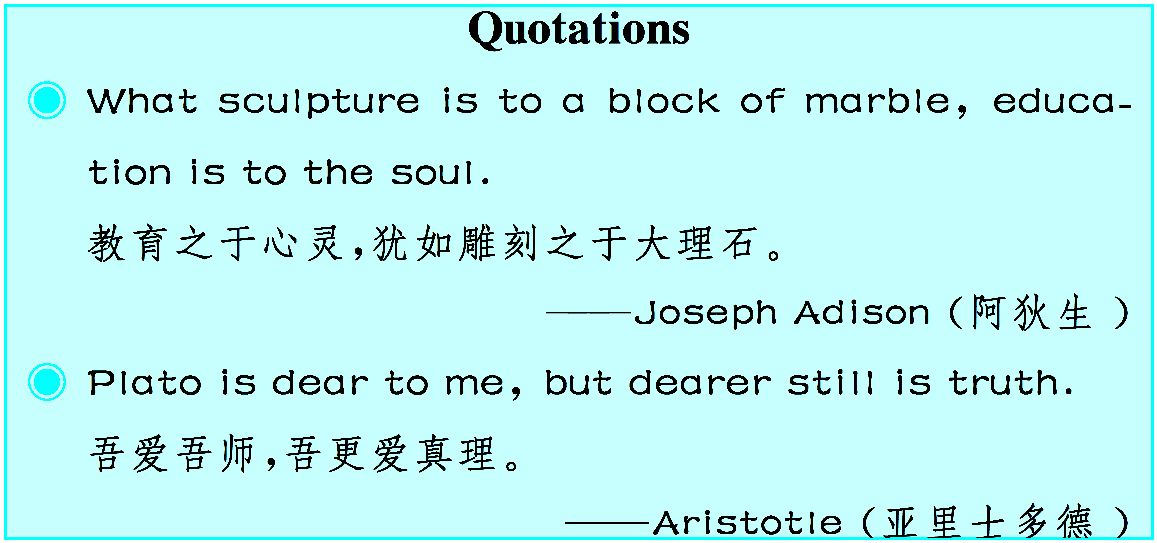 Quotations
What sculpture is to a block of marble, educa-
tion is to the soul.
教育之于心灵,犹如雕刻之于大理石。
——Joseph Adison (阿狄生 )
Plato is dear to me, but dearer still is truth.
吾爱吾师,吾更爱真理。
——Aristotle (亚里士多德 )